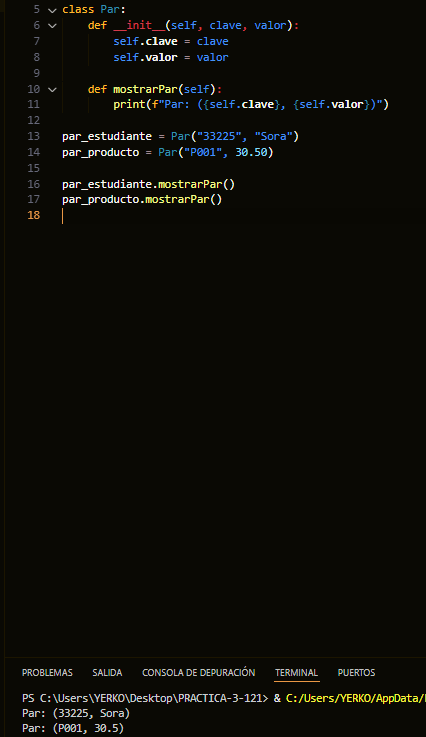 5 class Par:
6     def __init__(self, clave, valor):
7         self.clave = clave
8         self.valor = valor
9
10     def mostrarPar(self):
11         print(f"Par: ({self.clave}, {self.valor})")
12
13 par_estudiante = Par("33225", "Sora")
14 par_producto = Par("P001", 30.50)
15
16 par_estudiante.mostrarPar()
17 par_producto.mostrarPar()
18
PROBLEMAS SALIDA CONSOLA DE DEPURACIÓN TERMINAL PUERTOS
PS C:\Users\YERKO\Desktop\PRACTICA-3-121> & C:/Users/YERKO/AppData/
Par: (33225, Sora)
Par: (P001, 30.5)